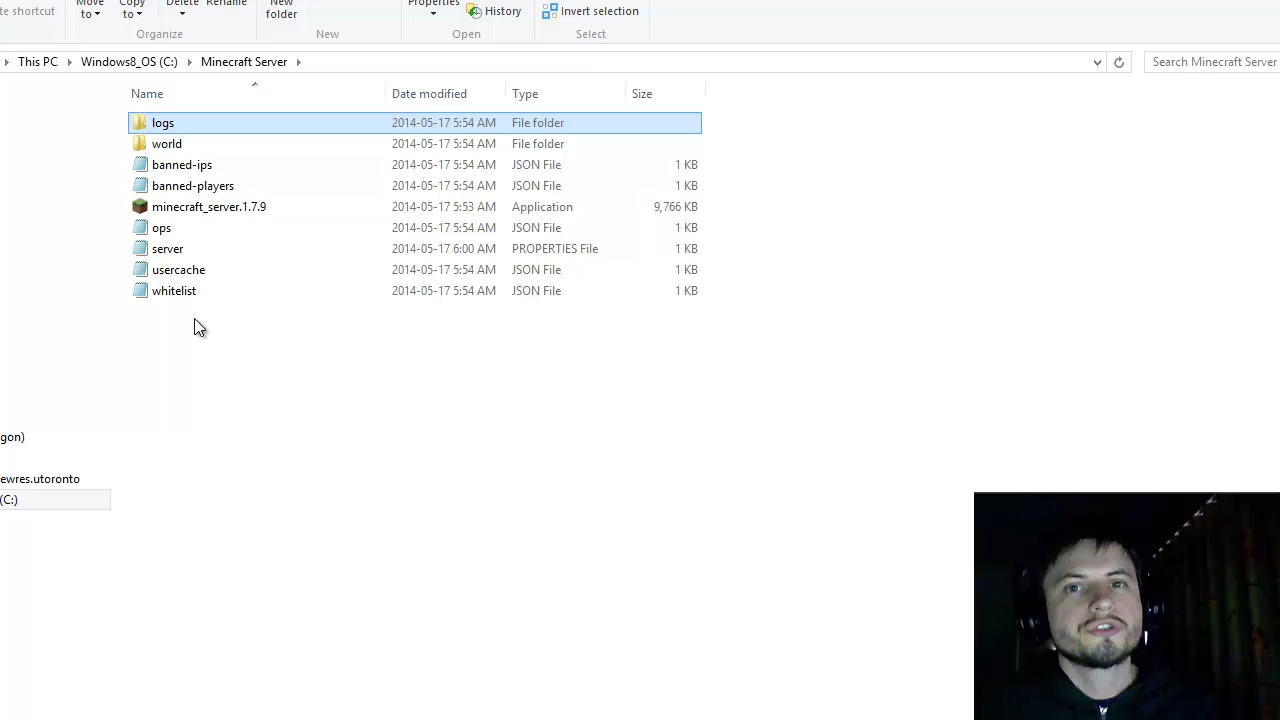 te shortcut
Move to
Copy to
Delete
Rename
New folder
Properties
History
Invert selection
Organize
New
Open
Select
This PC
Windows8_OS (C:)
Minecraft Server
Search Minecraft Server
Name Date modified Type Size
logs 2014-05-17 5:54 AM File folder
world 2014-05-17 5:54 AM File folder
banned-ips 2014-05-17 5:54 AM JSON File 1 KB
banned-players 2014-05-17 5:54 AM JSON File 1 KB
minecraft_server.1.7.9 2014-05-17 5:53 AM Application 9,766 KB
ops 2014-05-17 5:54 AM JSON File 1 KB
server 2014-05-17 6:00 AM PROPERTIES File 1 KB
usercache 2014-05-17 5:54 AM JSON File 1 KB
whitelist 2014-05-17 5:54 AM JSON File 1 KB
gon)
ewres.utoronto
(C:)